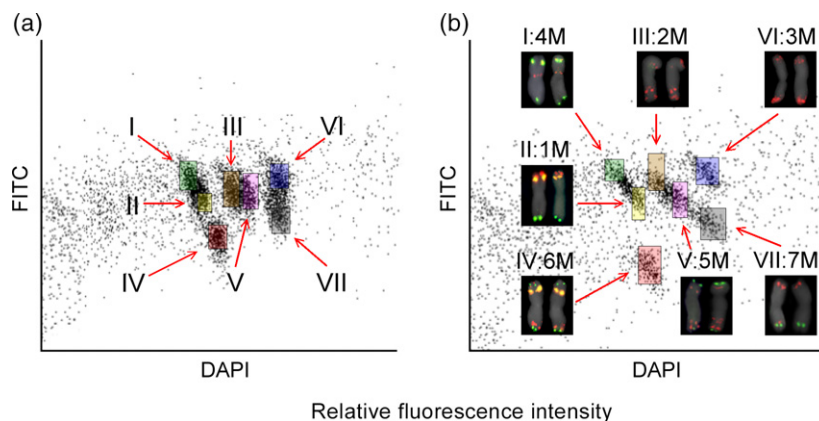 (a)
FITC
I
III
VI
II
IV
V
VII
DAPI
(b)
FITC
I:4M
III:2M
VI:3M
II:1M
IV:6M
V:5M
VII:7M
DAPI
Relative fluorescence intensity